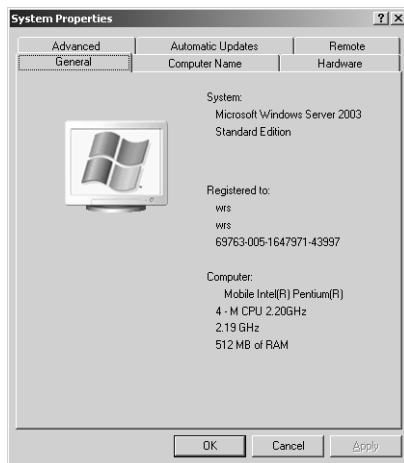 System Properties
? X
Advanced Automatic Updates Remote
General Computer Name Hardware
System:
Microsoft Windows Server 2003
Standard Edition
Registered to:
wrs
wrs
69763-005-1647971-43997
Computer:
Mobile Intel(R) Pentium(R)
4 - M CPU 2.20GHz
2.19 GHz
512 MB of RAM
OK Cancel Apply